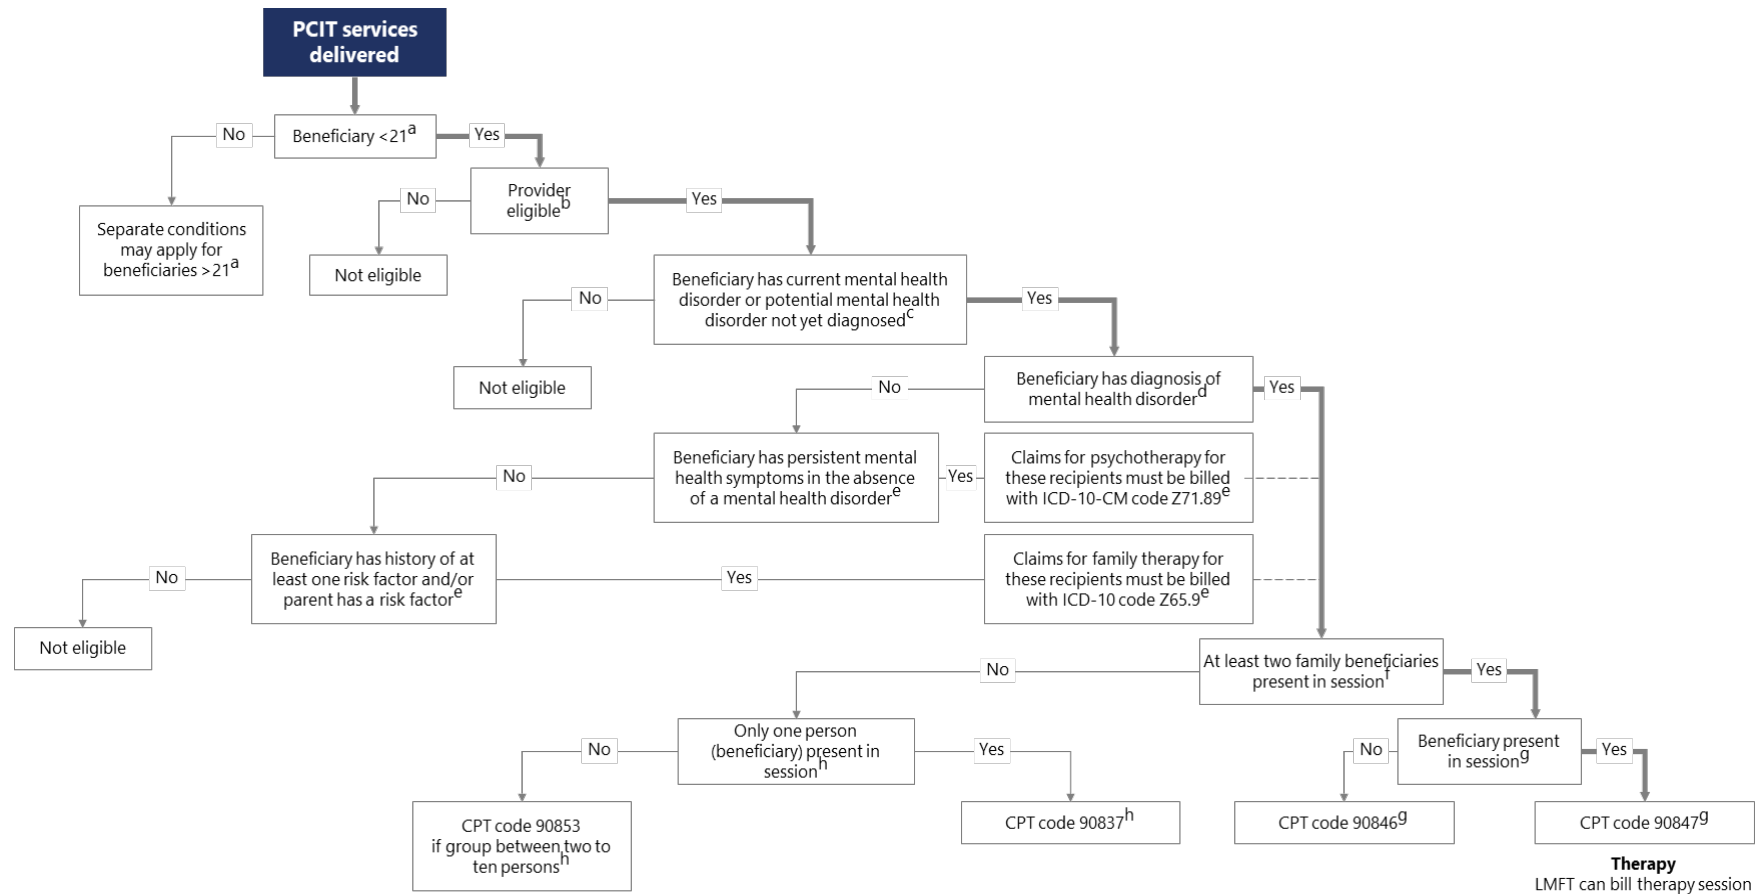 PCIT services
delivered
No
Beneficiary <21a
Yes
Provider
eligibleb
No
Yes
Separate conditions
may apply for
beneficiaries >21a
Not eligible
Beneficiary has current mental health
disorder or potential mental health
disorder not yet diagnosedc
No
Yes
Not eligible
Beneficiary has diagnosis of
mental health disorderd
No
Yes
Beneficiary has persistent mental
health symptoms in the absence
of a mental health disordere
No
Yes
Claims for psychotherapy for
these recipients must be billed
with ICD-10-CM code Z71.89e
Beneficiary has history of at
least one risk factor and/or
parent has a risk factore
No
Yes
Claims for family therapy for
these recipients must be billed
with ICD-10 code Z65.9e
Not eligible
At least two family beneficiaries
present in sessionf
No
Yes
Only one person
(beneficiary) present in
sessionh
No
Yes
Beneficiary present
in sessiong
No
Yes
CPT code 90853
if group between two to
ten personsh
CPT code 90837h
CPT code 90846g
CPT code 90847g
Therapy
LMFT can bill therapy session